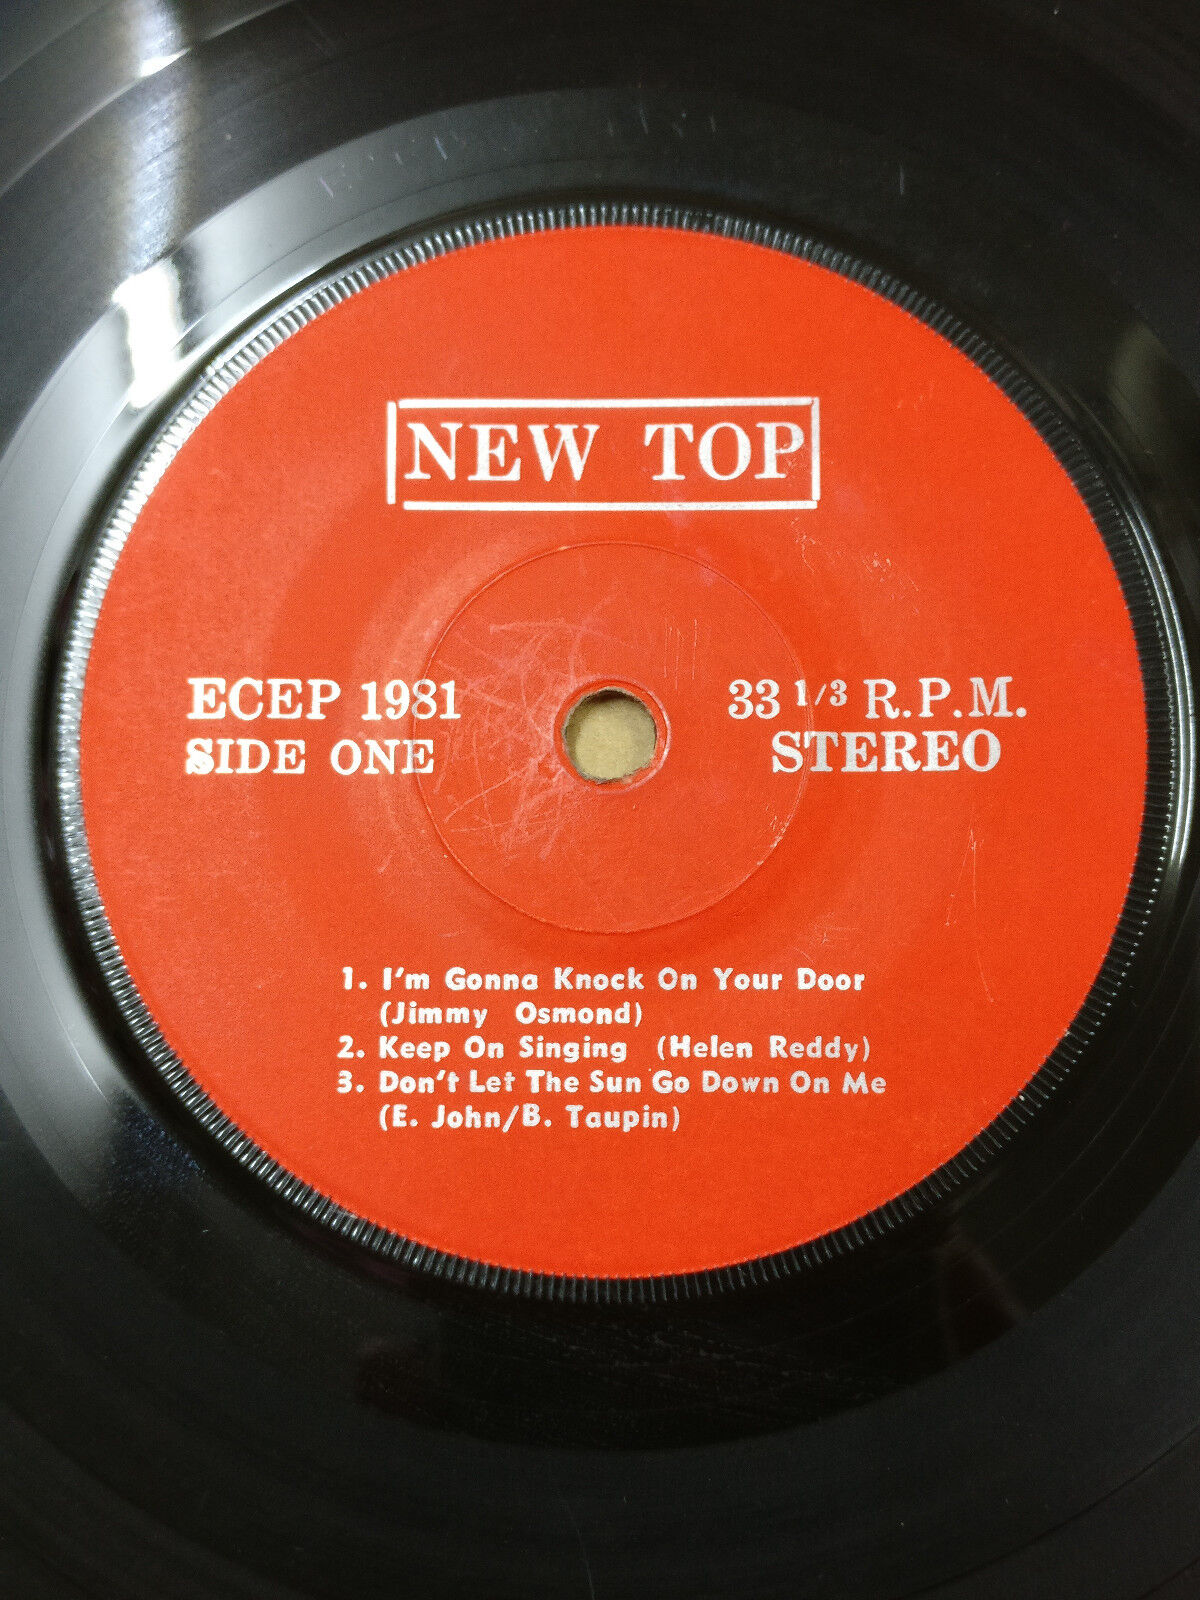 NEW TOP
ECEP 1981
SIDE ONE
33 1/3 R.P.M.
STEREO
1. I'm Gonna Knock On Your Door
(Jimmy Osmond)
2. Keep On Singing (Helen Reddy)
3. Don't Let The Sun Go Down On Me
(E. John/B. Taupin)